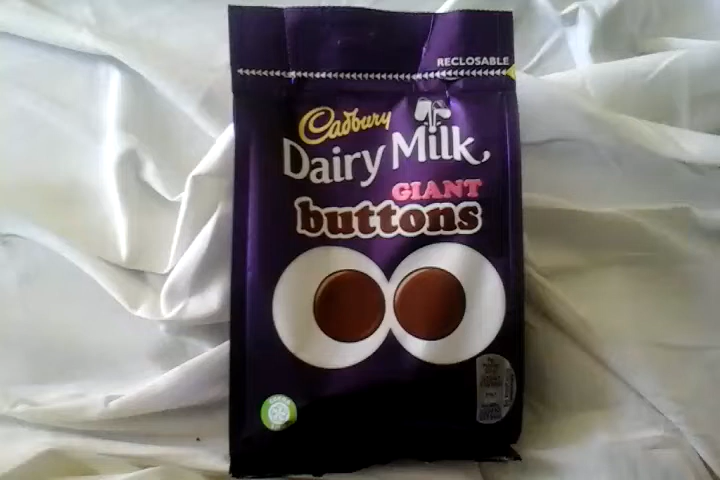 RECLOSABLE
Cadbury
Dairy Milk
GIANT
buttons